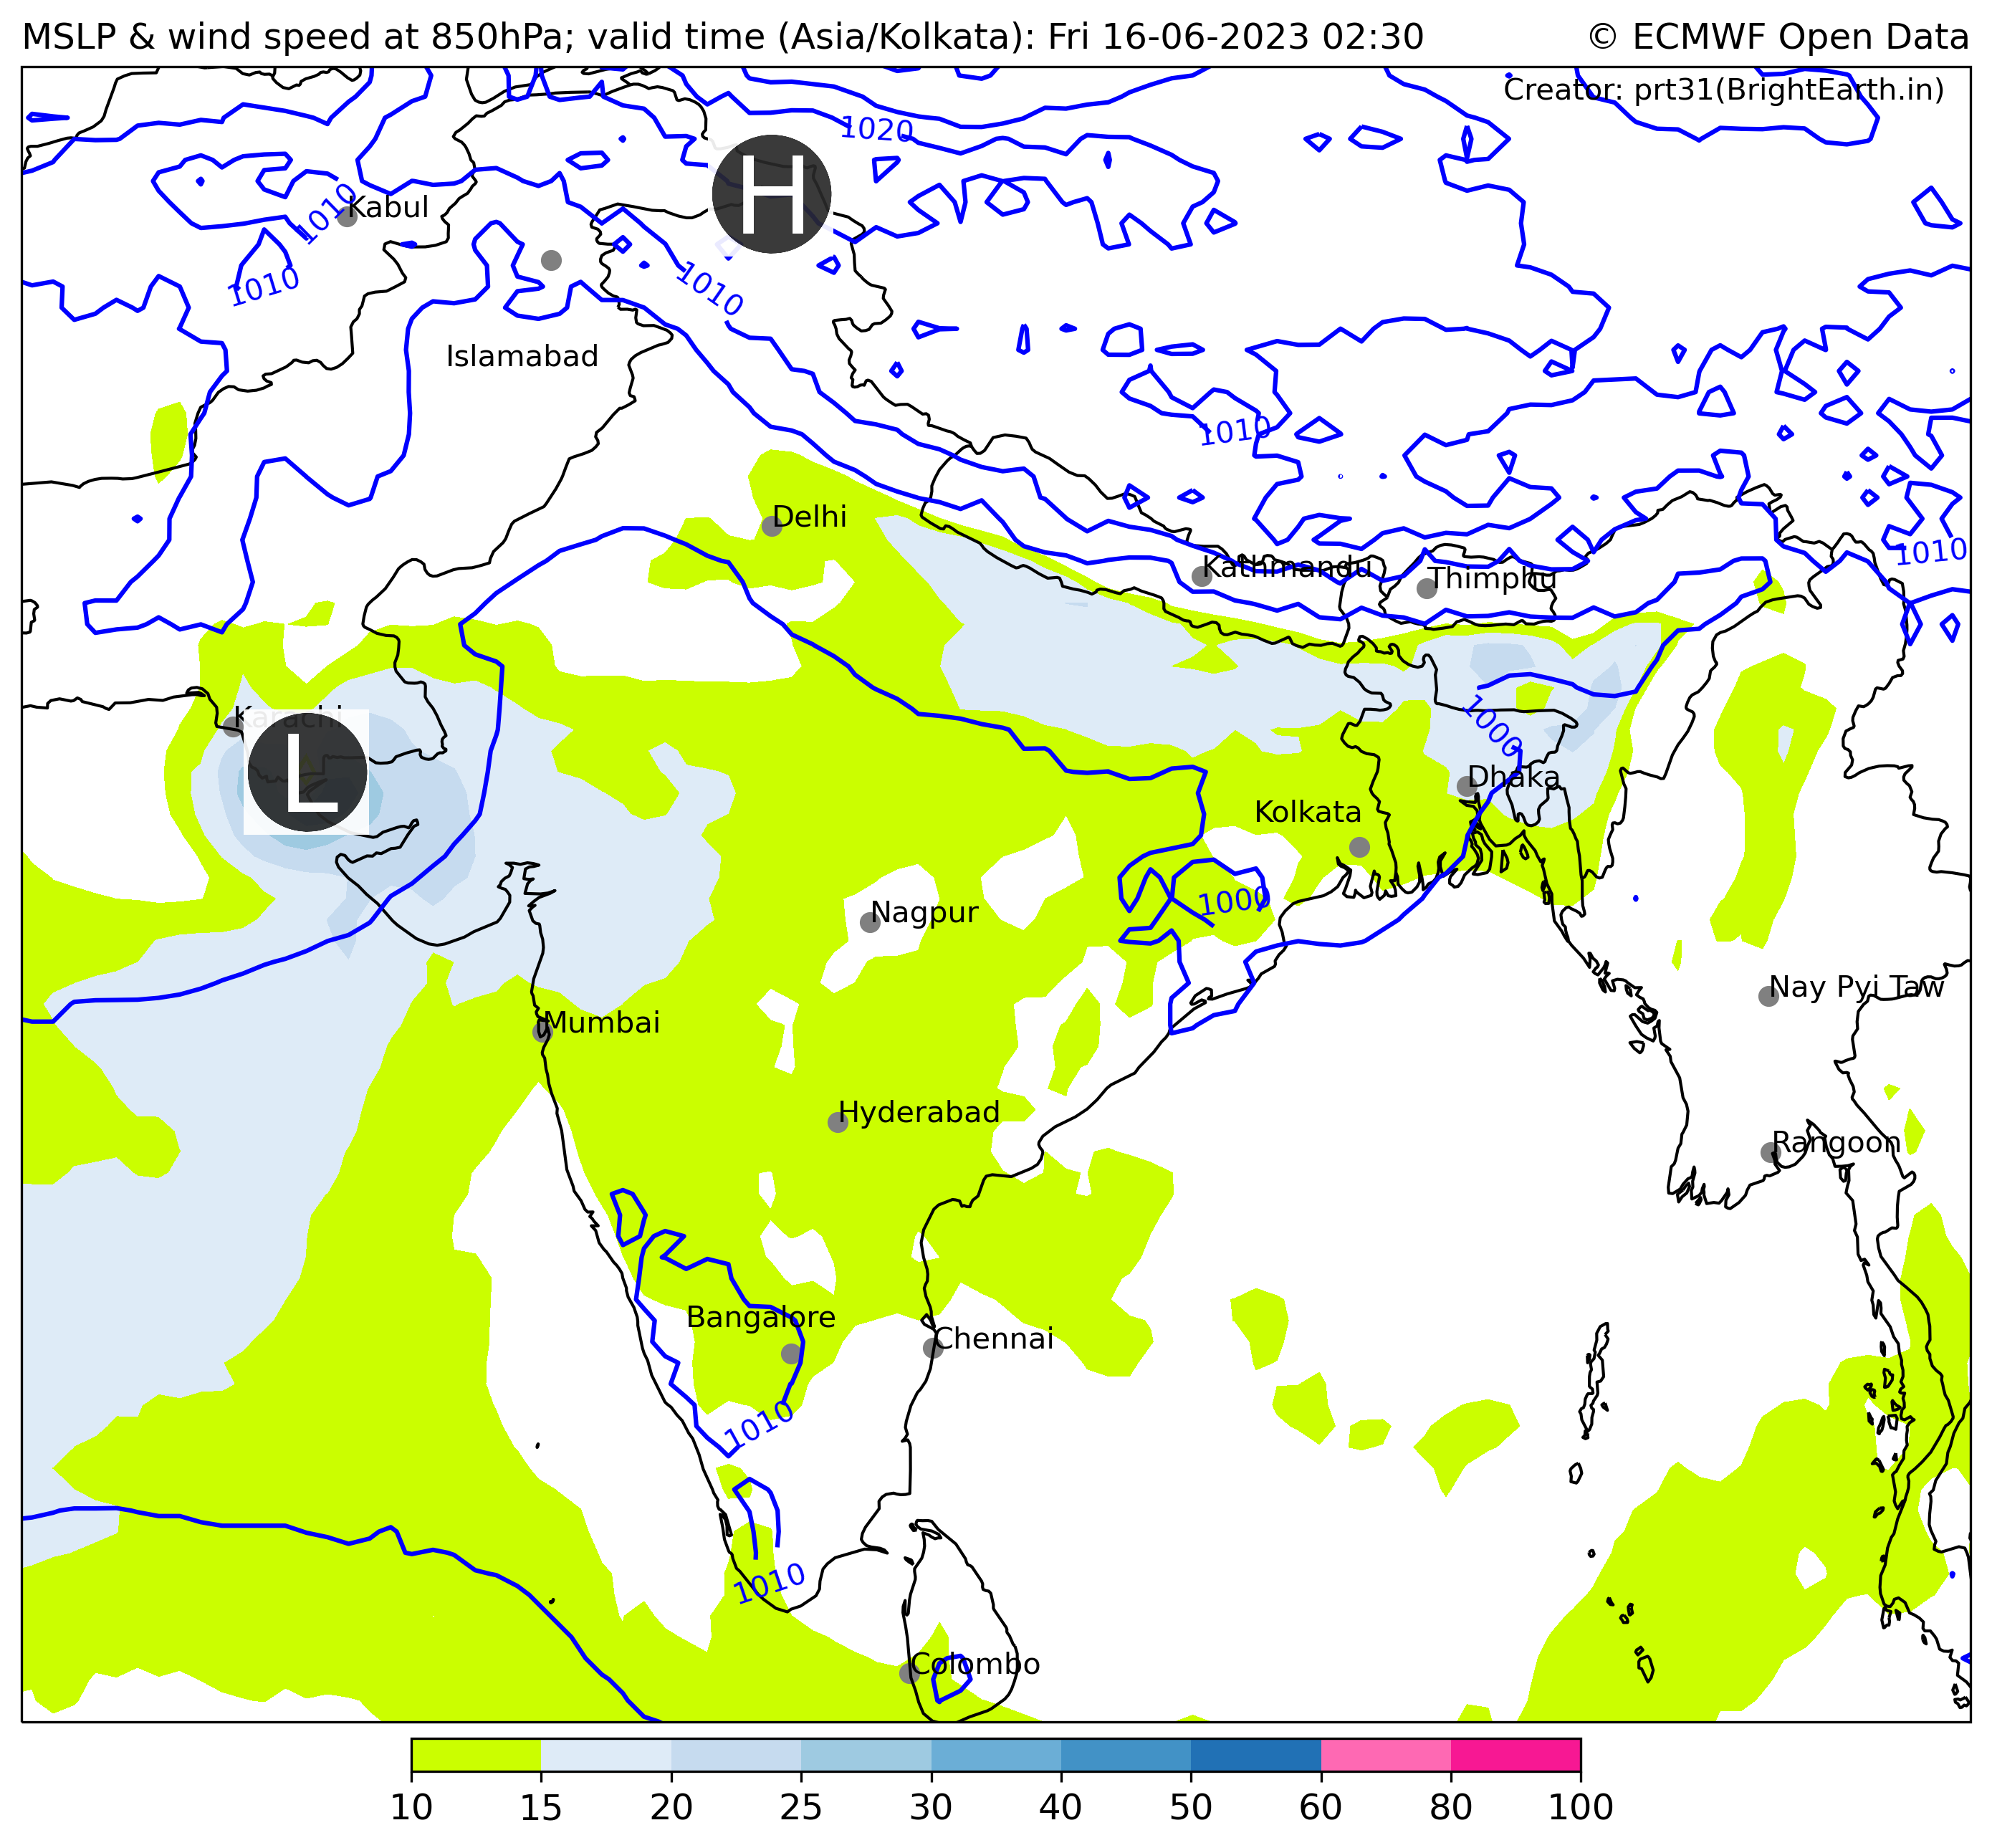 MSLP & wind speed at 850hPa; valid time (Asia/Kolkata): Fri 16-06-2023 02:30
© ECMWF Open Data
Creator: prt31(BrightEarth.in)
1020
H
1010
Kabul
1010
1010
Islamabad
1010
Delhi
1010
Kathmandu
Thimphu
Karachi
L
1000
Dhaka
Kolkata
1000
Nagpur
Nay Pyi Taw
Mumbai
Hyderabad
Rangoon
Bangalore
Chennai
1010
1010
Colombo
10 15 20 25 30 40 50 60 80 100